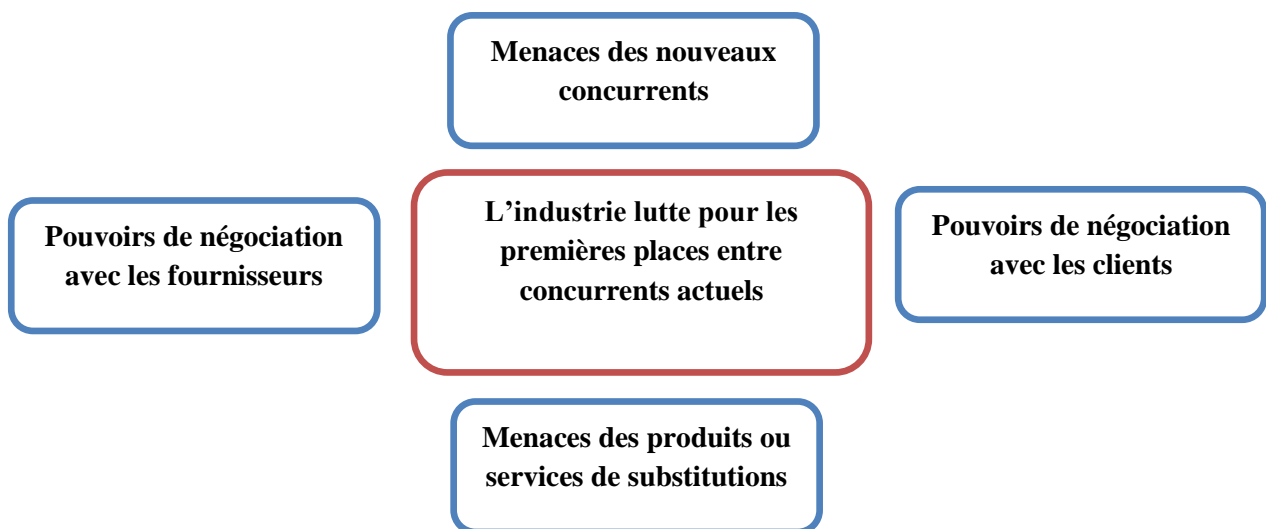 Menaces des nouveaux
concurrents
Pouvoirs de négociation
avec les fournisseurs
L’industrie lutte pour les
premières places entre
concurrents actuels
Pouvoirs de négociation
avec les clients
Menaces des produits ou
services de substitutions